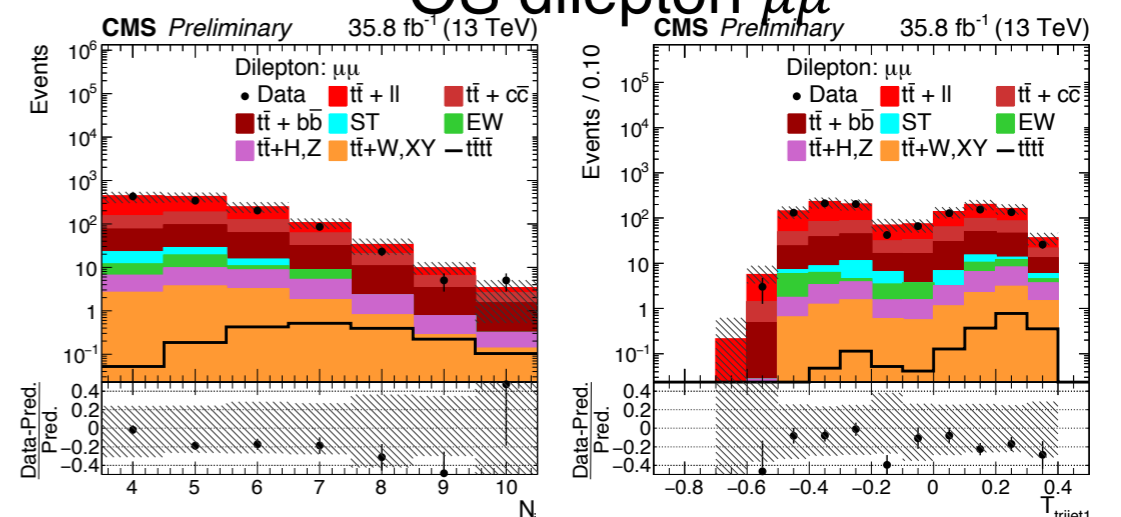 OS dilepton μμ
CMS Preliminary 35.8 fb⁻¹ (13 TeV)
Events
10⁶
10⁵
10⁴
10³
10²
10
1
10⁻¹
Dilepton: μμ
Data tt̄ + ll tt̄ + cc̄
tt̄ + bb̄ ST EW
tt̄+H,Z tt̄+W,XY tt̄tt̄
Data-Pred.
Pred.
0.4
0.2
0
−0.2
−0.4
4 5 6 7 8 9 10
Nⱼ
CMS Preliminary 35.8 fb⁻¹ (13 TeV)
Events / 0.10
10⁵
10⁴
10³
10²
10
1
10⁻¹
Dilepton: μμ
Data tt̄ + ll tt̄ + cc̄
tt̄ + bb̄ ST EW
tt̄+H,Z tt̄+W,XY tt̄tt̄
Data-Pred.
Pred.
0.4
0.2
0
−0.2
−0.4
−0.8 −0.6 −0.4 −0.2 0 0.2 0.4
T trijet1